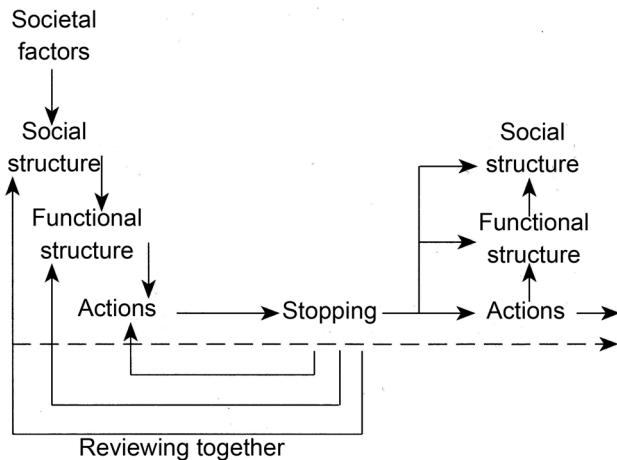 Societal
factors
Social
structure
Functional
structure
Actions
Stopping
Social
structure
Functional
structure
Actions
Reviewing together